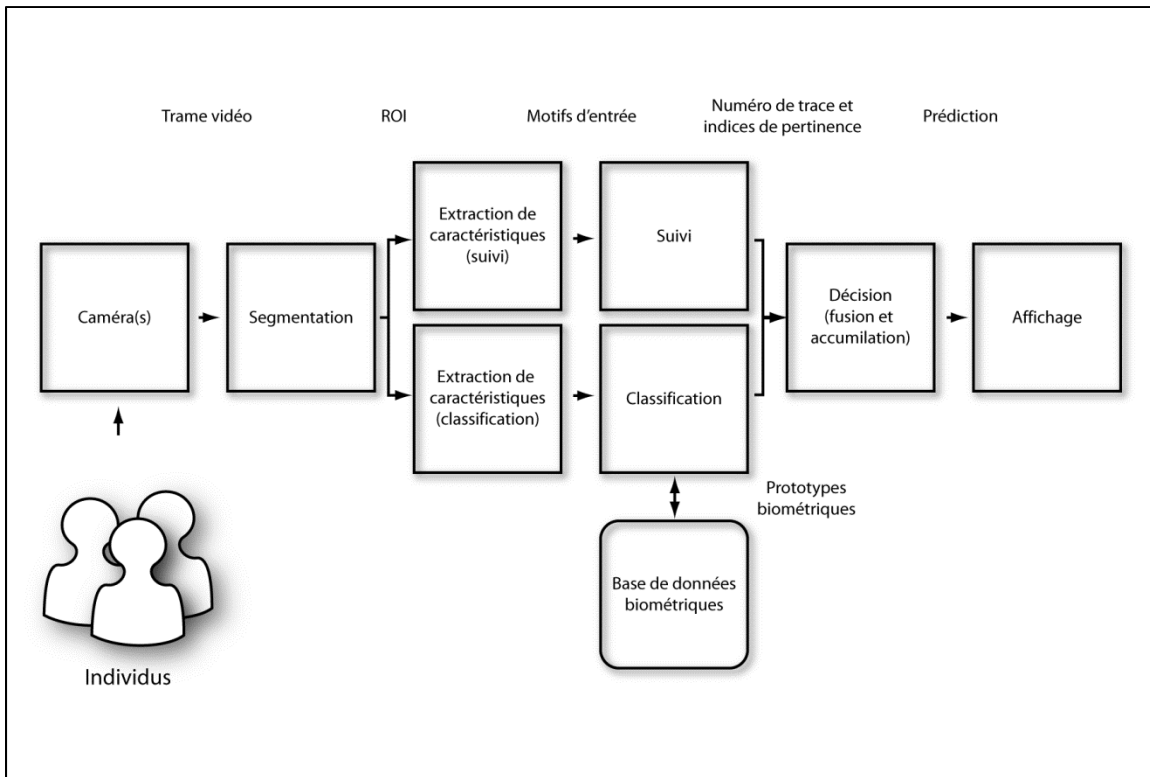 Trame vidéo
ROI
Motifs d'entrée
Numéro de trace et
indices de pertinence
Prédiction
Caméra(s)
Segmentation
Extraction de
caractéristiques
(suivi)
Suivi
Extraction de
caractéristiques
(classification)
Classification
Décision
(fusion et
accumilation)
Affichage
Prototypes
biométriques
Base de données
biométriques
Individus